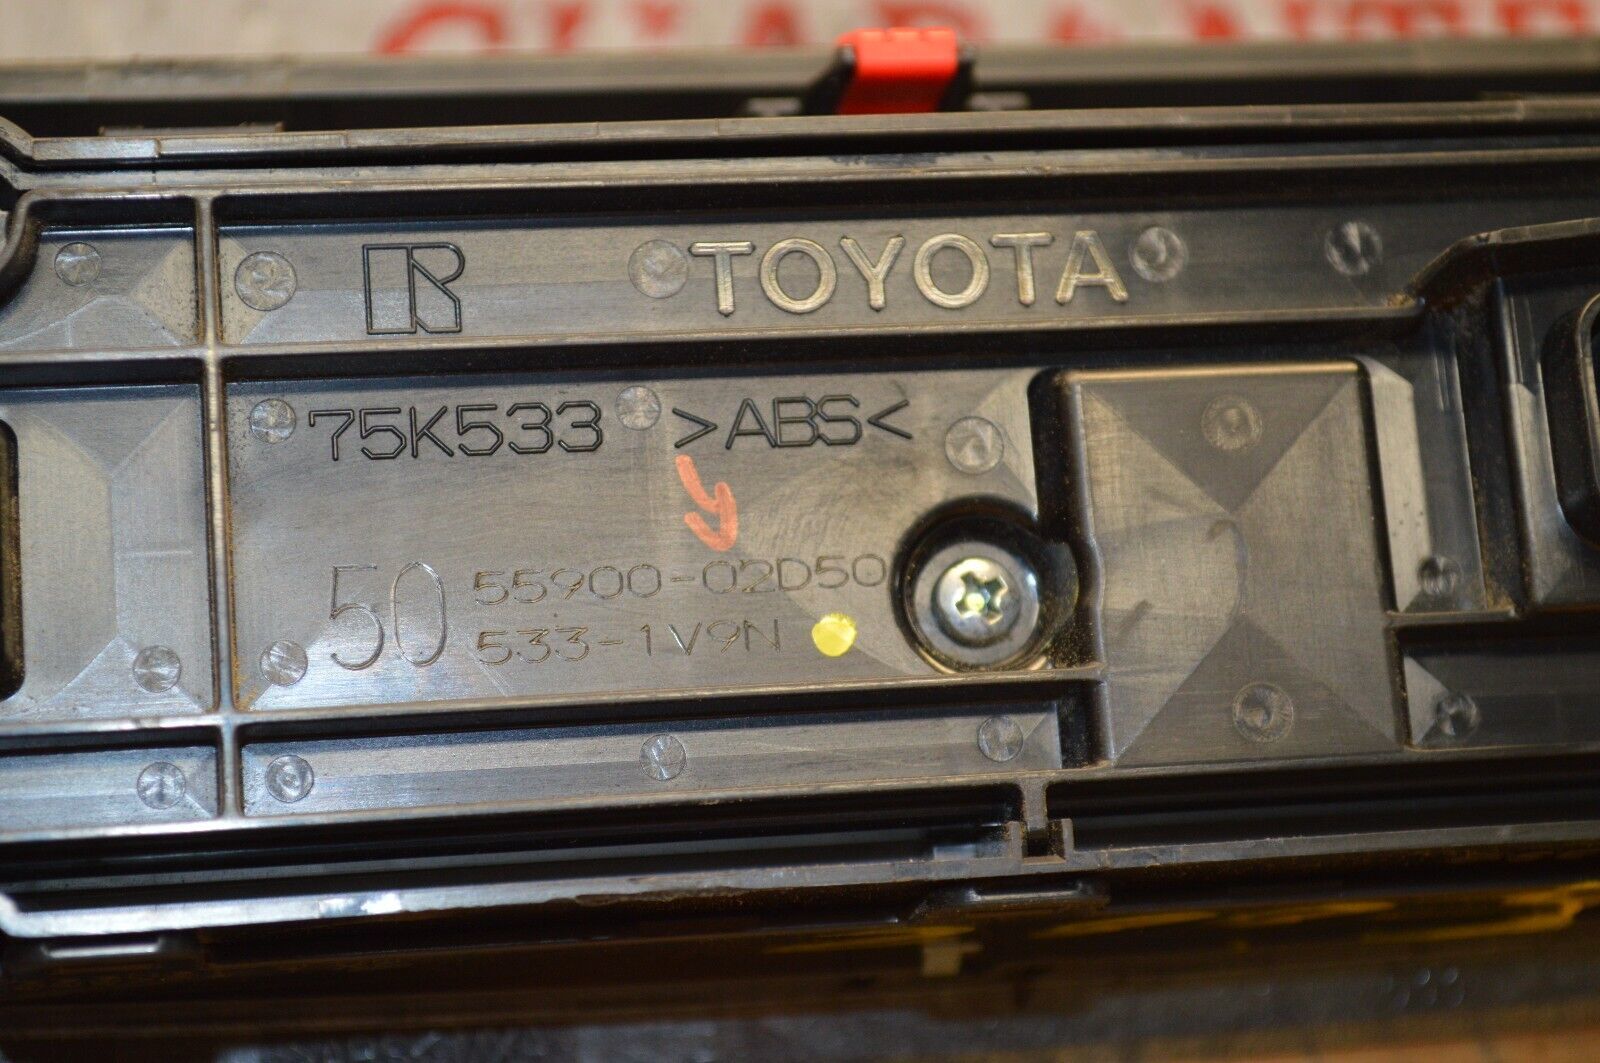 R TOYOTA
75K533 >ABS<
50 55900-02D50
533-1V9N